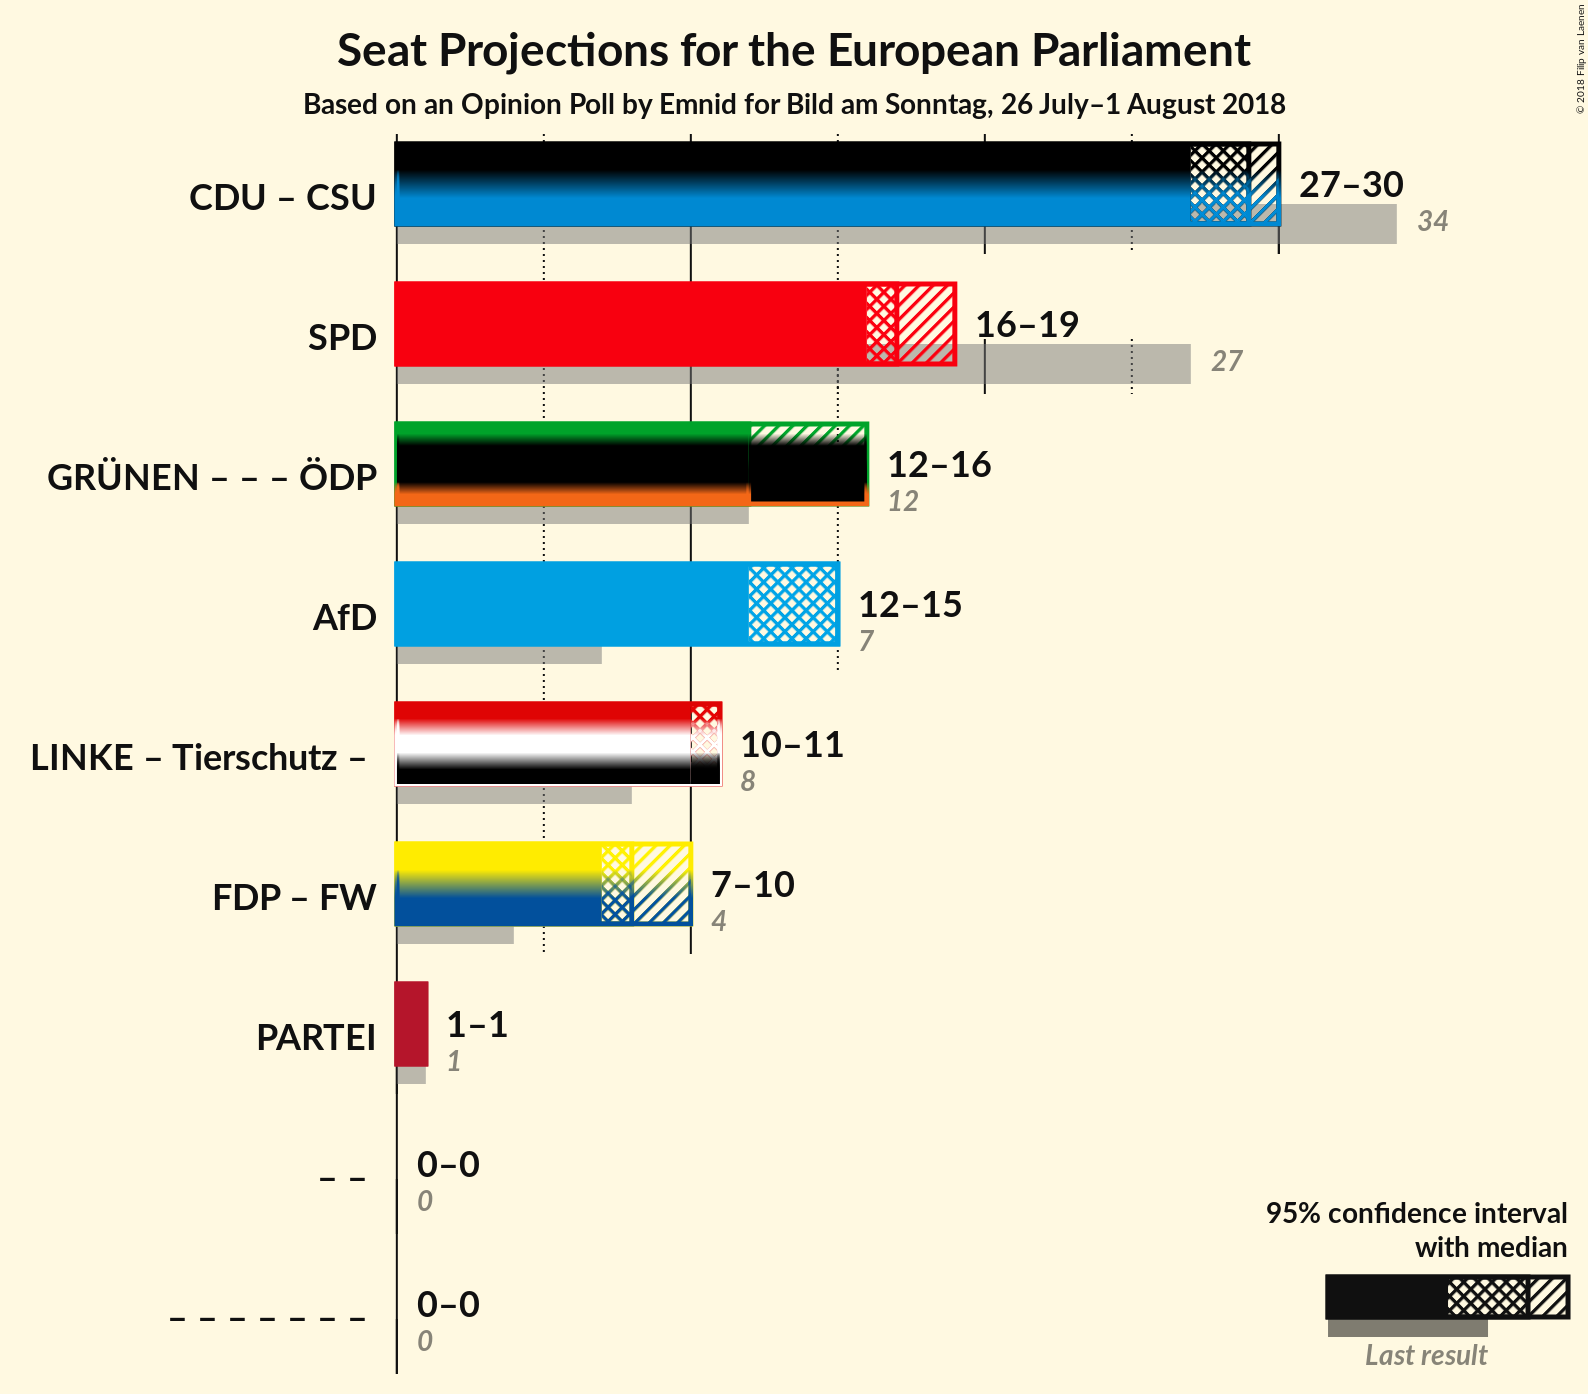 Seat Projections for the European Parliament
Based on an Opinion Poll by Emnid for Bild am Sonntag, 26 July–1 August 2018
© 2018 Filip van Laenen
CDU – CSU
27–30
34
SPD
16–19
27
GRÜNEN – – – ÖDP
12–16
12
AfD
12–15
7
LINKE – Tierschutz –
10–11
8
FDP – FW
7–10
4
PARTEI
1–1
1
– –
0–0
0
– – – – – – –
0–0
0
95% confidence interval
with median
Last result